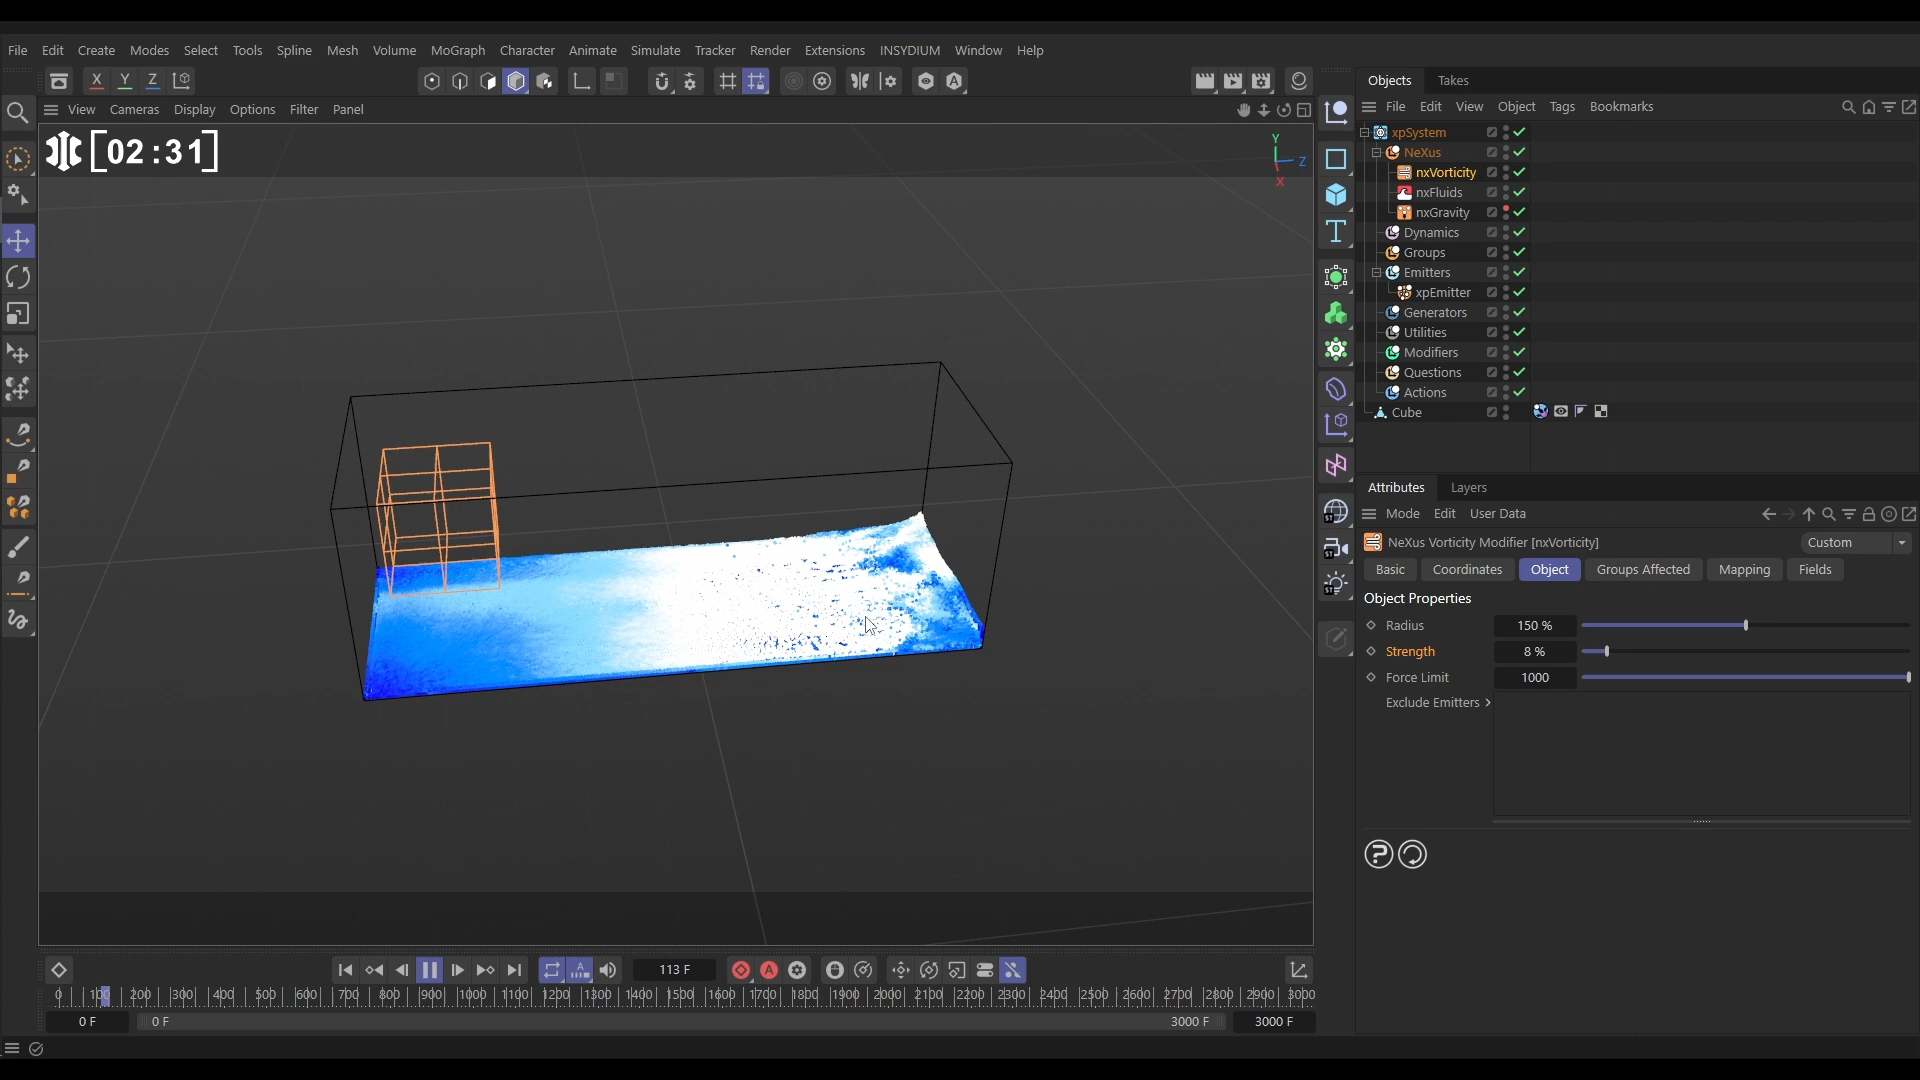 File Edit Create Modes Select Tools Spline Mesh Volume MoGraph Character Animate Simulate Tracker Render Extensions INSYDIUM Window Help
X Y Z
View Cameras Display Options Filter Panel
[02:31]
Y
Z
X
Objects Takes
File Edit View Object Tags Bookmarks
xpSystem
NeXus
nxVorticity
nxFluids
nxGravity
Dynamics
Groups
Emitters
xpEmitter
Generators
Utilities
Modifiers
Questions
Actions
Cube
Attributes Layers
Mode Edit User Data
NeXus Vorticity Modifier [nxVorticity] Custom
Basic Coordinates Object Groups Affected Mapping Fields
Object Properties
Radius 150 %
Strength 8 %
Force Limit 1000
Exclude Emitters >
113 F
0 100 200 300 400 500 600 700 800 900 1000 1100 1200 1300 1400 1500 1600 1700 1800 1900 2000 2100 2200 2300 2400 2500 2600 2700 2800 2900 3000
0 F 0 F 3000 F 3000 F